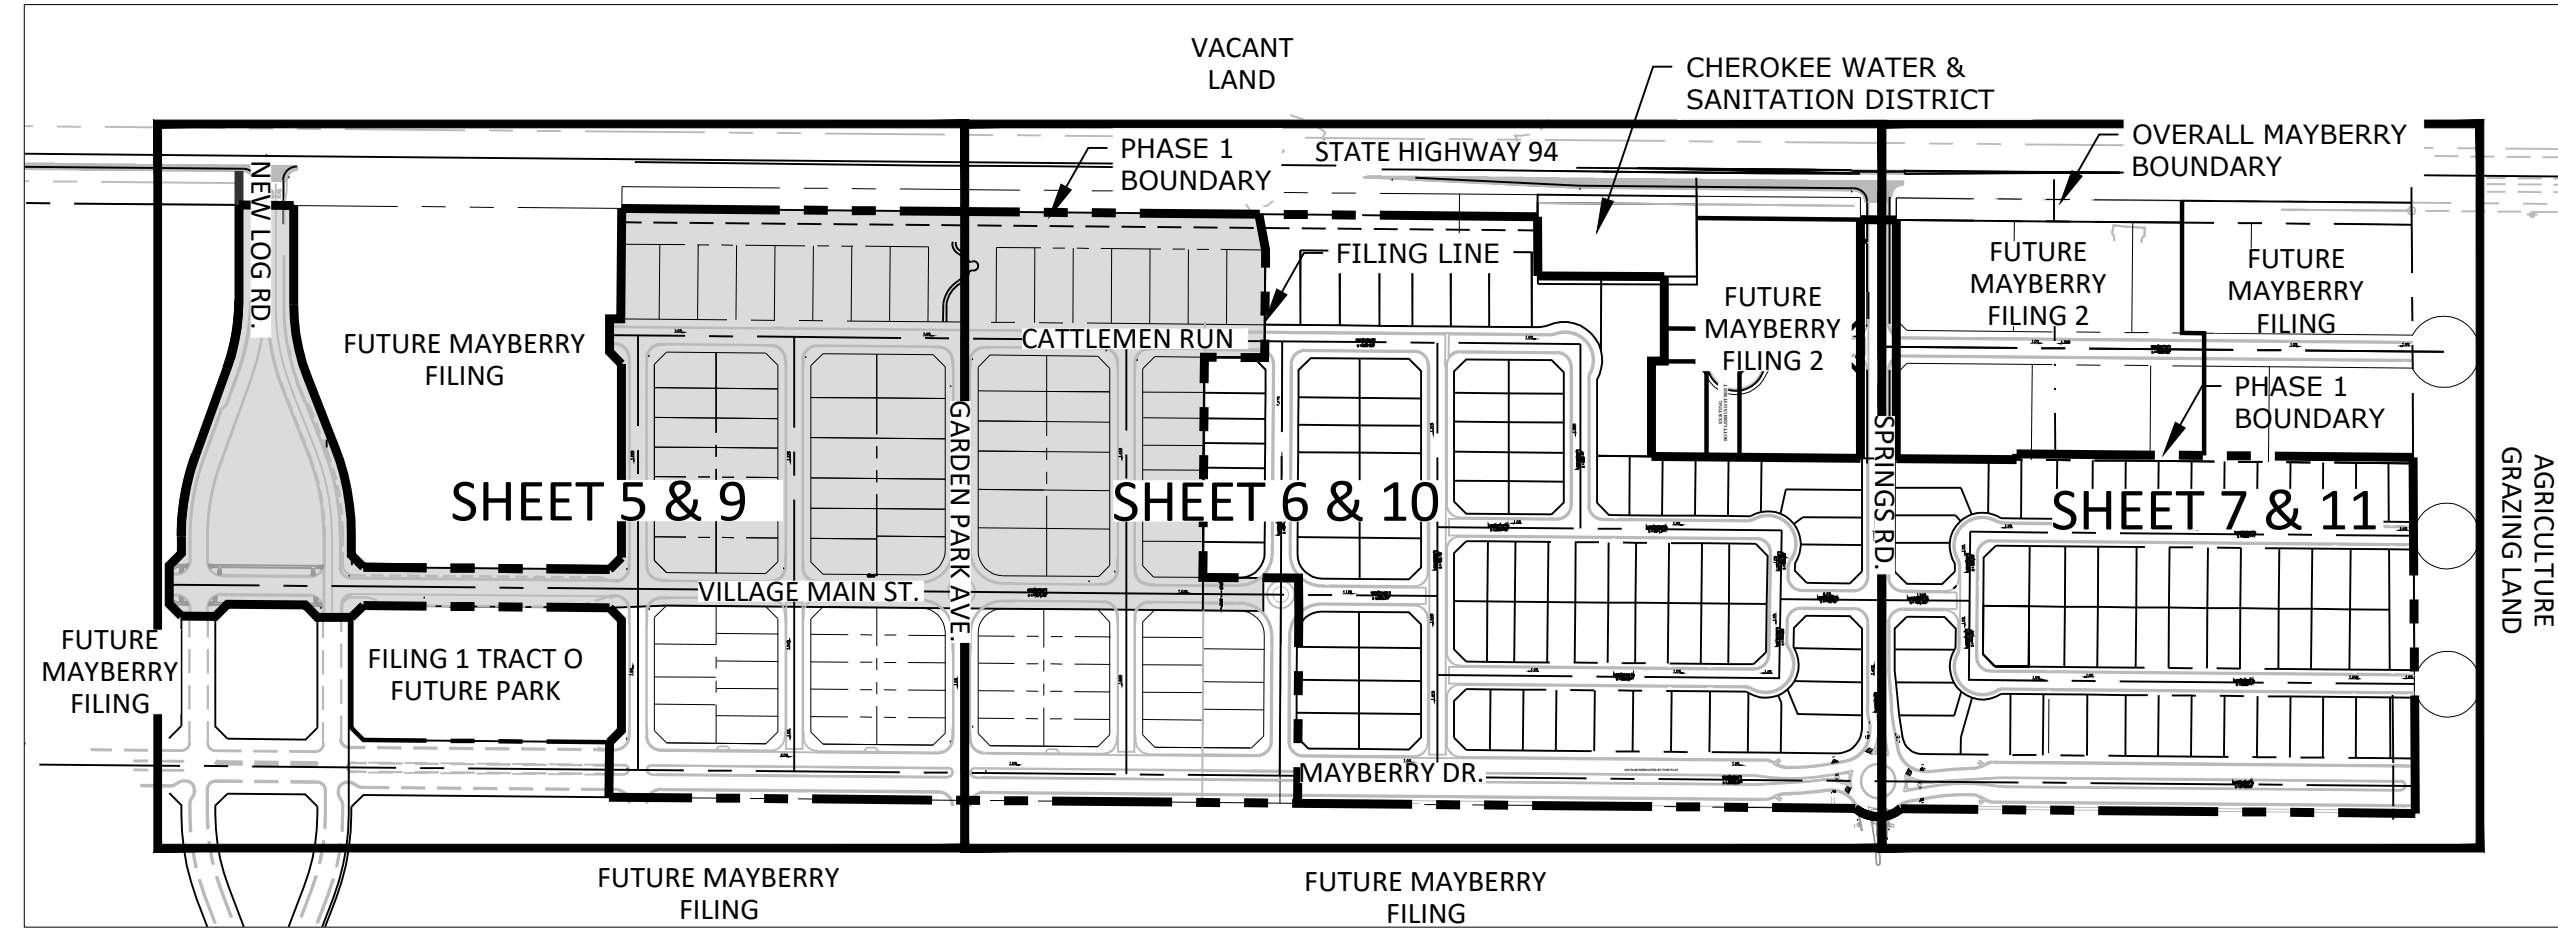 VACANT
LAND
CHEROKEE WATER &
SANITATION DISTRICT
OVERALL MAYBERRY
BOUNDARY
PHASE 1
BOUNDARY
STATE HIGHWAY 94
NEW LOG RD.
FILING LINE
FUTURE
MAYBERRY
FILING 2
FUTURE
MAYBERRY
FILING
FUTURE
MAYBERRY
FILING 2
CATTLEMEN RUN
FUTURE MAYBERRY
FILING
PHASE 1
BOUNDARY
GARDEN PARK AVE.
SPRINGS RD.
SHEET 5 & 9
SHEET 6 & 10
SHEET 7 & 11
AGRICULTURE
GRAZING LAND
VILLAGE MAIN ST.
FUTURE
MAYBERRY
FILING
FILING 1 TRACT O
FUTURE PARK
MAYBERRY DR.
FUTURE MAYBERRY
FILING
FUTURE MAYBERRY
FILING